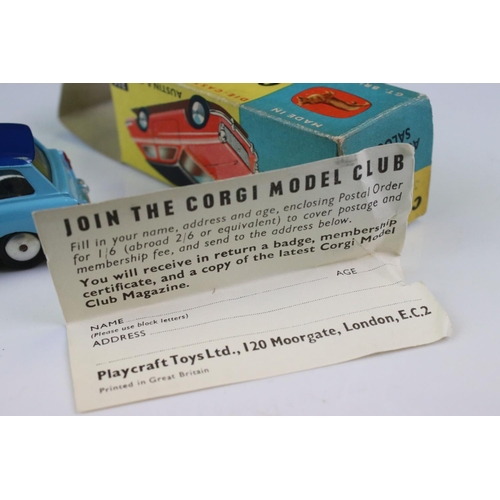 JOIN THE CORGI MODEL CLUB
Fill in your name, address and age, enclosing Postal Order
for 1/6 (abroad 2/6 or equivalent) to cover postage and
membership fee, and send to the address below.
You will receive in return a badge, membership
certificate, and a copy of the latest Corgi Model
Club Magazine.
NAME AGE
(Please use block letters)
ADDRESS
Playcraft Toys Ltd., 120 Moorgate, London, E.C.2
Printed in Great Britain
MADE IN
AUSTIN